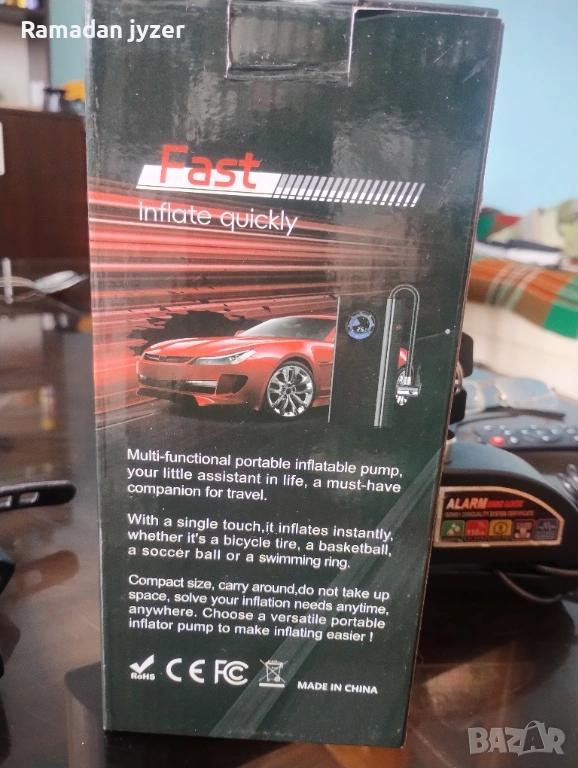 Ramadan jyzer
Fast
Inflate quickly
Multi-functional portable inflatable pump,
your little assistant in life, a must-have
companion for travel.
With a single touch,it inflates instantly,
whether it's a bicycle tire, a basketball,
a soccer ball or a swimming ring.
Compact size, carry around,do not take up
space, solve your inflation needs anytime,
anywhere. Choose a versatile portable
inflator pump to make inflating easier !
RoHS CE FC MADE IN CHINA
ALARM
BAZAR